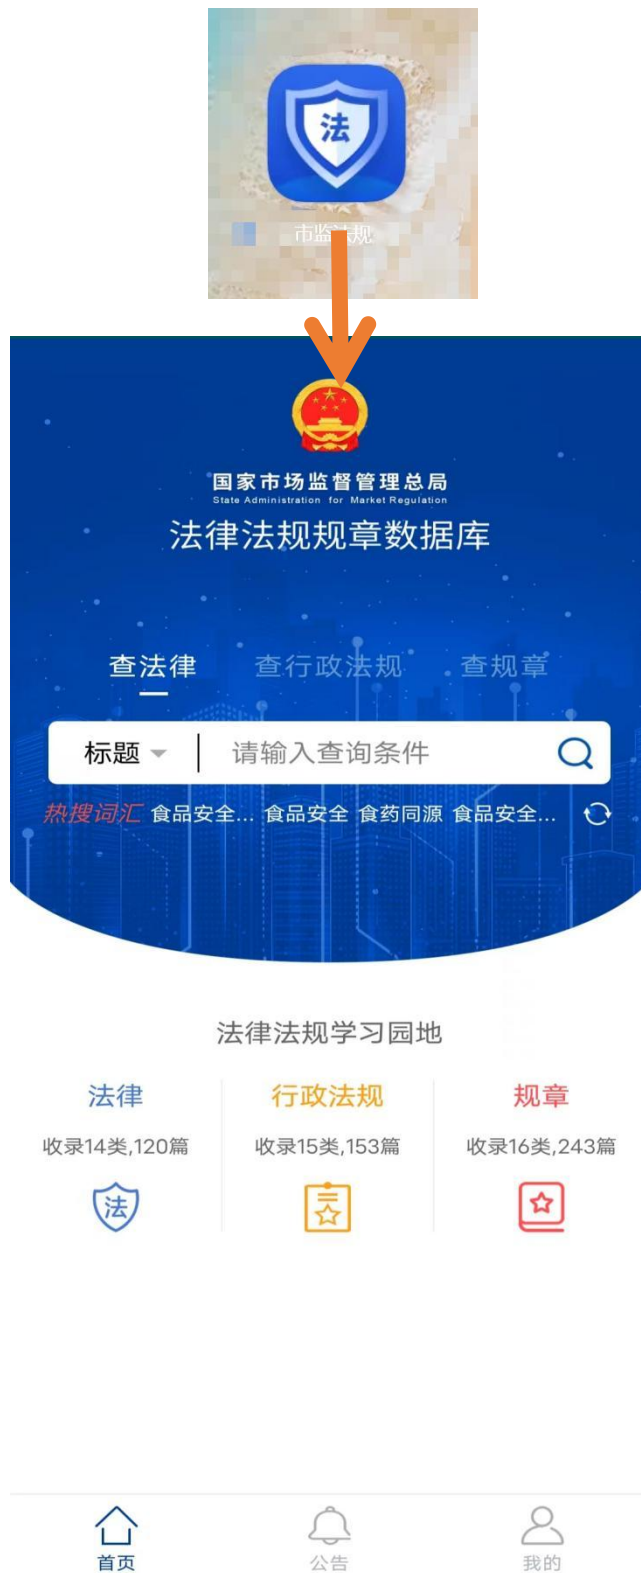 法
市监法规
国家市场监督管理总局
State Administration for Market Regulation
法律法规规章数据库
查法律 查行政法规 查规章
标题 请输入查询条件
热搜词汇 食品安全... 食品安全 食药同源 食品安全...
法律法规学习园地
法律 行政法规 规章
收录14类,120篇 收录15类,153篇 收录16类,243篇
法
首页 公告 我的